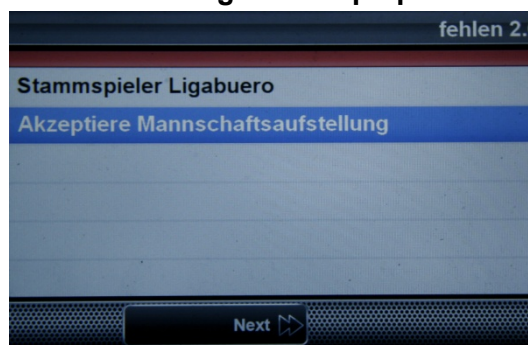 fehlen 2.
Stammspieler Ligabuero
Akzeptiere Mannschaftsaufstellung
Next